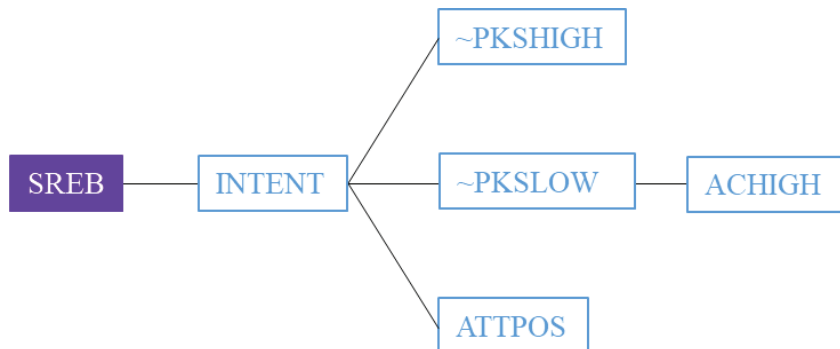 ~PKSHIGH
SREB
INTENT
~PKSLOW
ACHIGH
ATTPOS